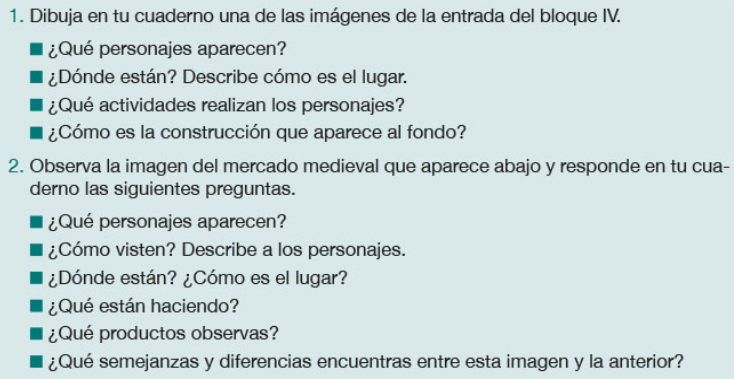 1. Dibuja en tu cuaderno una de las imágenes de la entrada del bloque IV.
■ ¿Qué personajes aparecen?
■ ¿Dónde están? Describe cómo es el lugar.
■ ¿Qué actividades realizan los personajes?
■ ¿Cómo es la construcción que aparece al fondo?
2. Observa la imagen del mercado medieval que aparece abajo y responde en tu cua-
derno las siguientes preguntas.
■ ¿Qué personajes aparecen?
■ ¿Cómo visten? Describe a los personajes.
■ ¿Dónde están? ¿Cómo es el lugar?
■ ¿Qué están haciendo?
■ ¿Qué productos observas?
■ ¿Qué semejanzas y diferencias encuentras entre esta imagen y la anterior?